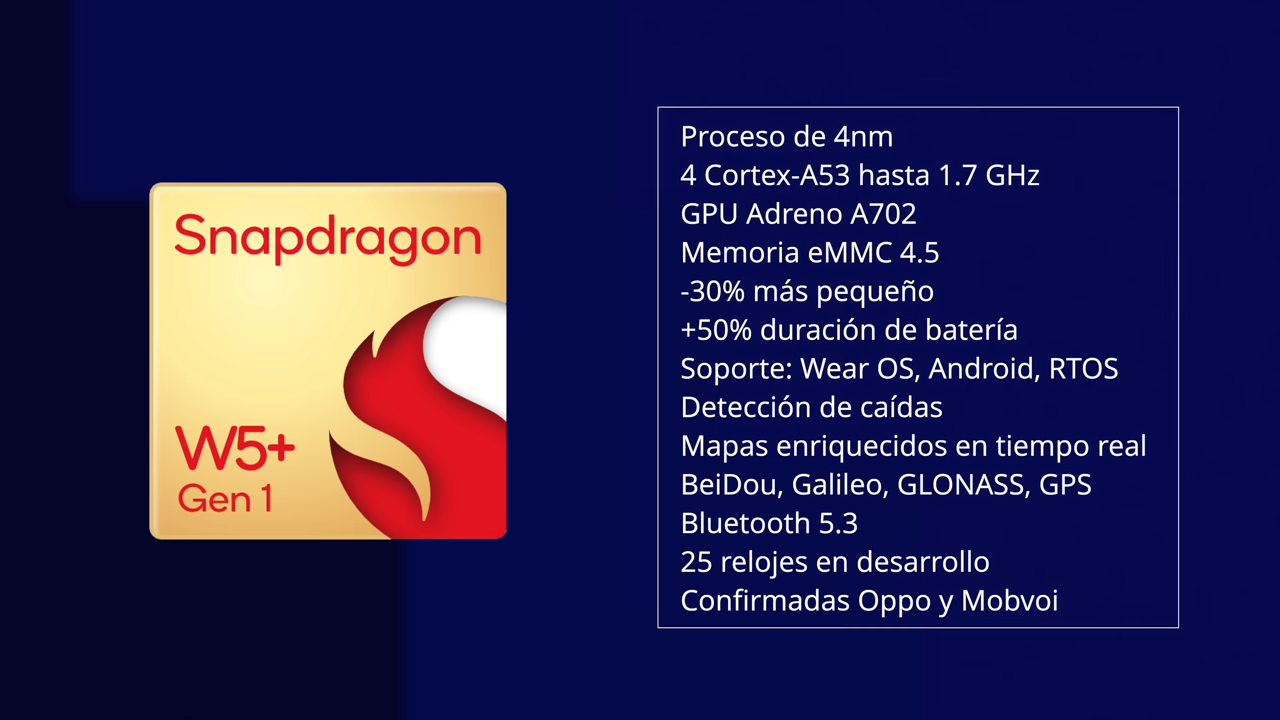 Snapdragon
W5+
Gen 1
Proceso de 4nm
4 Cortex-A53 hasta 1.7 GHz
GPU Adreno A702
Memoria eMMC 4.5
-30% más pequeño
+50% duración de batería
Soporte: Wear OS, Android, RTOS
Detección de caídas
Mapas enriquecidos en tiempo real
BeiDou, Galileo, GLONASS, GPS
Bluetooth 5.3
25 relojes en desarrollo
Confirmadas Oppo y Mobvoi